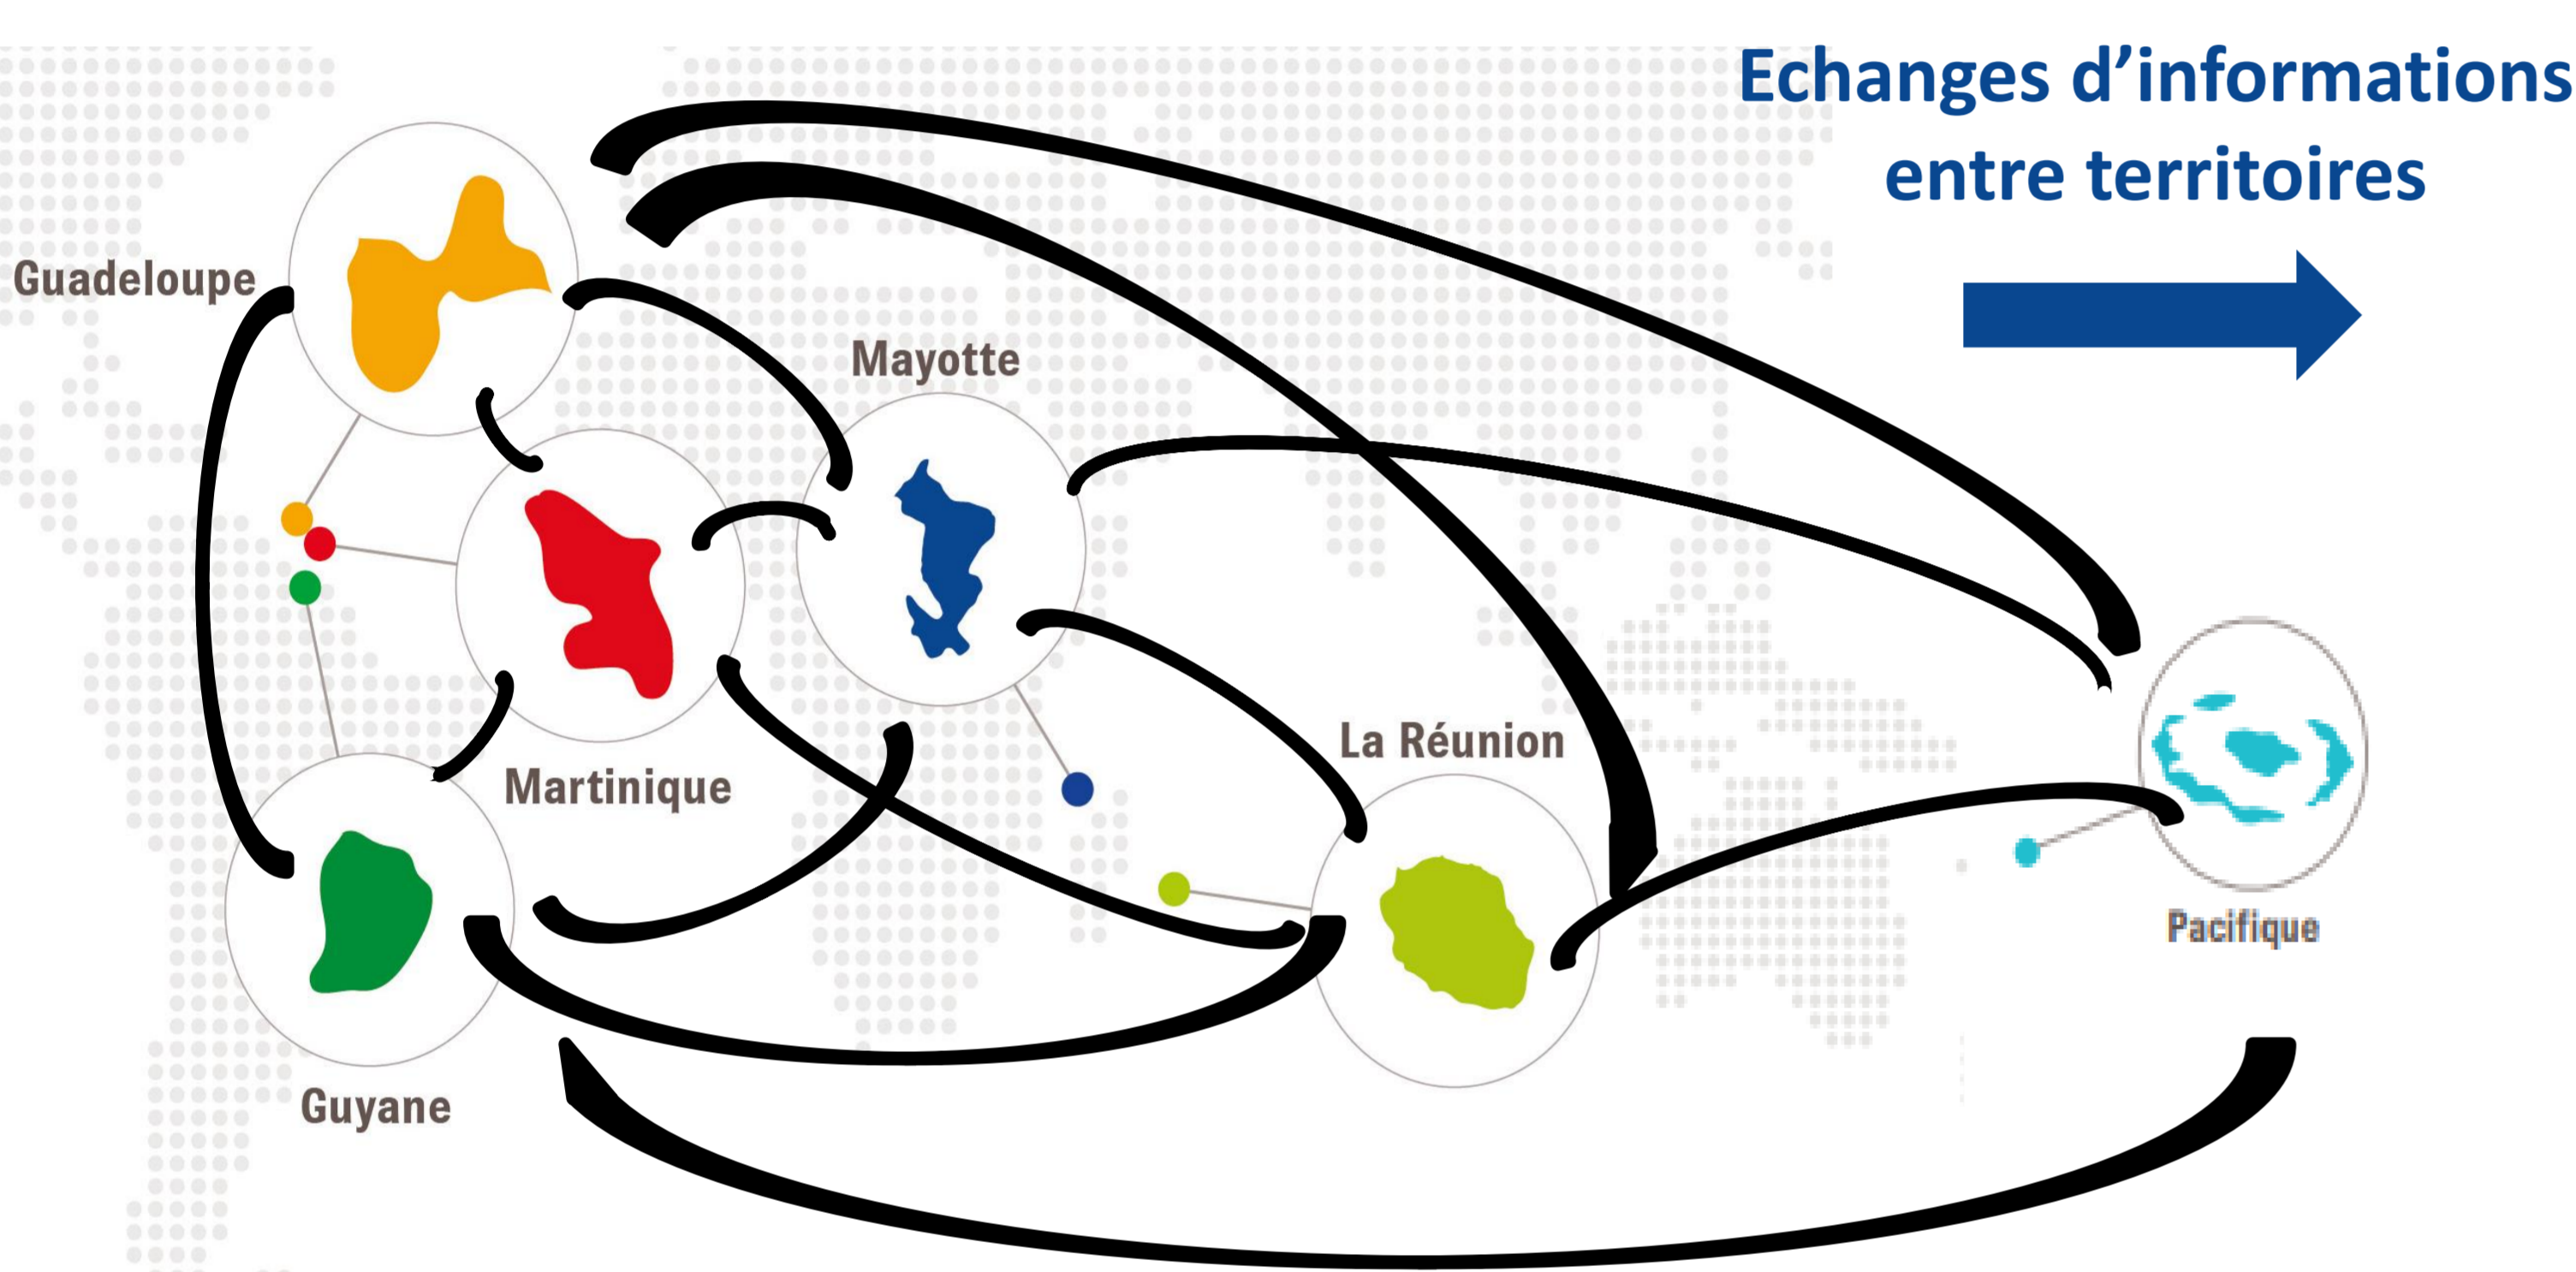 Echanges d’informations
entre territoires
Guadeloupe
Mayotte
La Réunion
Martinique
Pacifique
Guyane